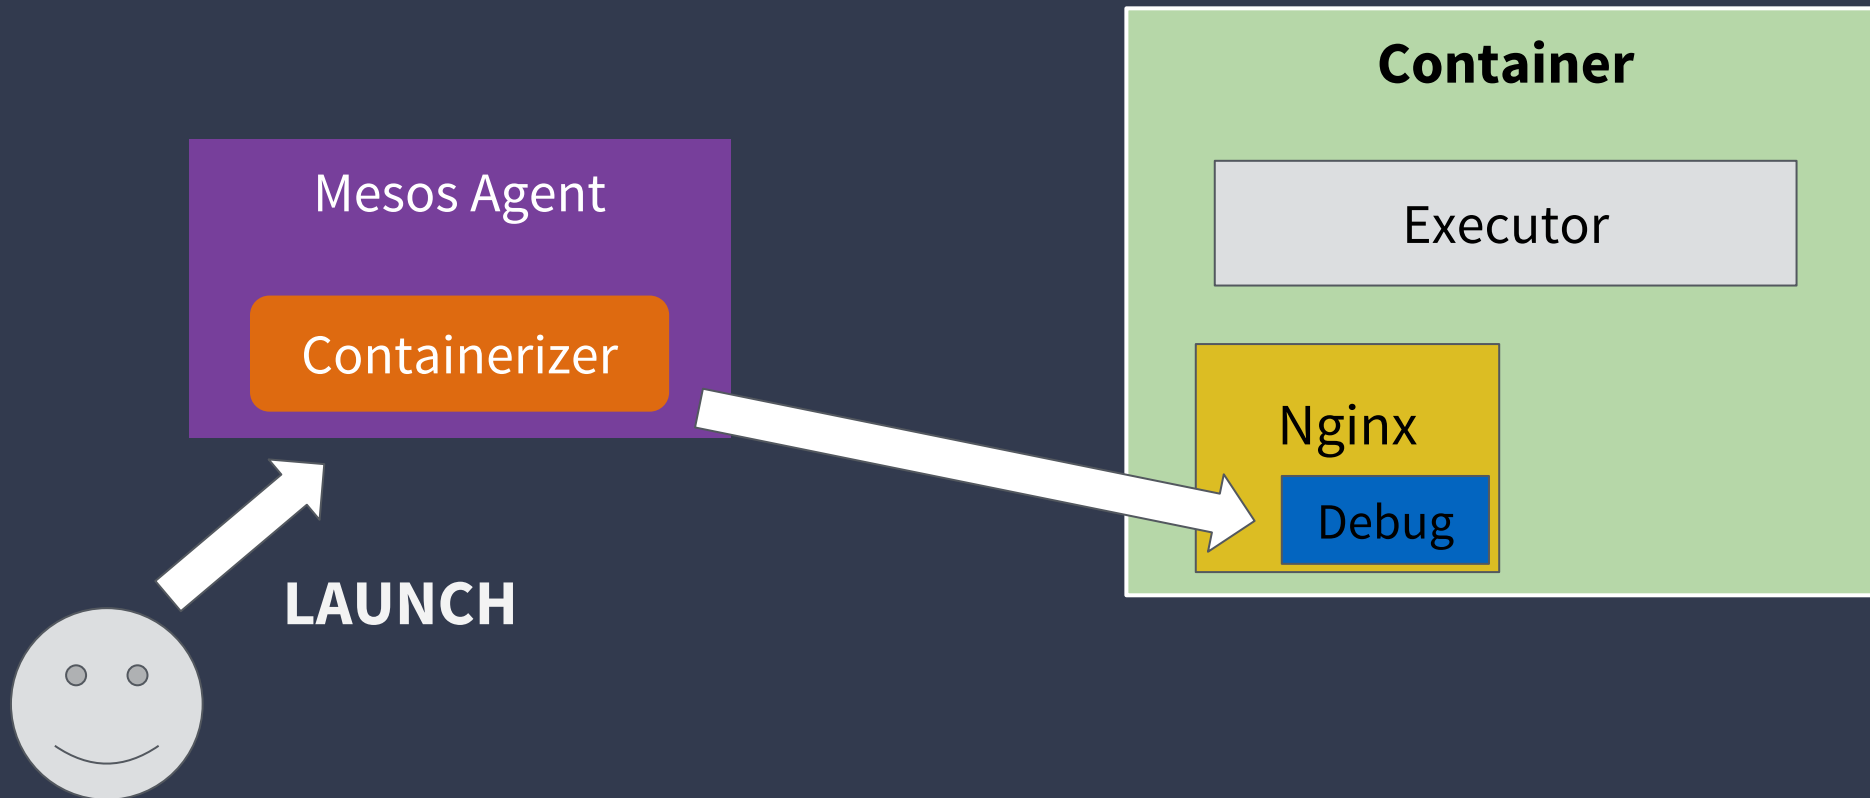 Container
Mesos Agent
Executor
Containerizer
Nginx
Debug
LAUNCH